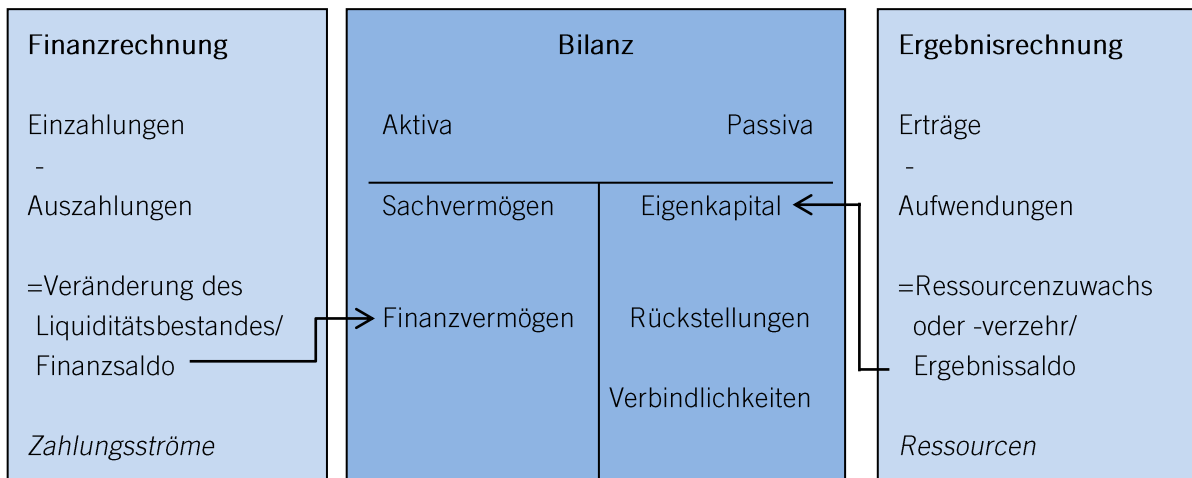 Finanzrechnung
Einzahlungen
-
Auszahlungen
=Veränderung des
Liquiditätsbestandes/
Finanzsaldo
Zahlungsströme
Bilanz
Aktiva
Passiva
Sachvermögen
Eigenkapital
Finanzvermögen
Rückstellungen
Verbindlichkeiten
Ergebnisrechnung
Erträge
-
Aufwendungen
=Ressourcenzuwachs
oder -verzehr/
Ergebnissaldo
Ressourcen